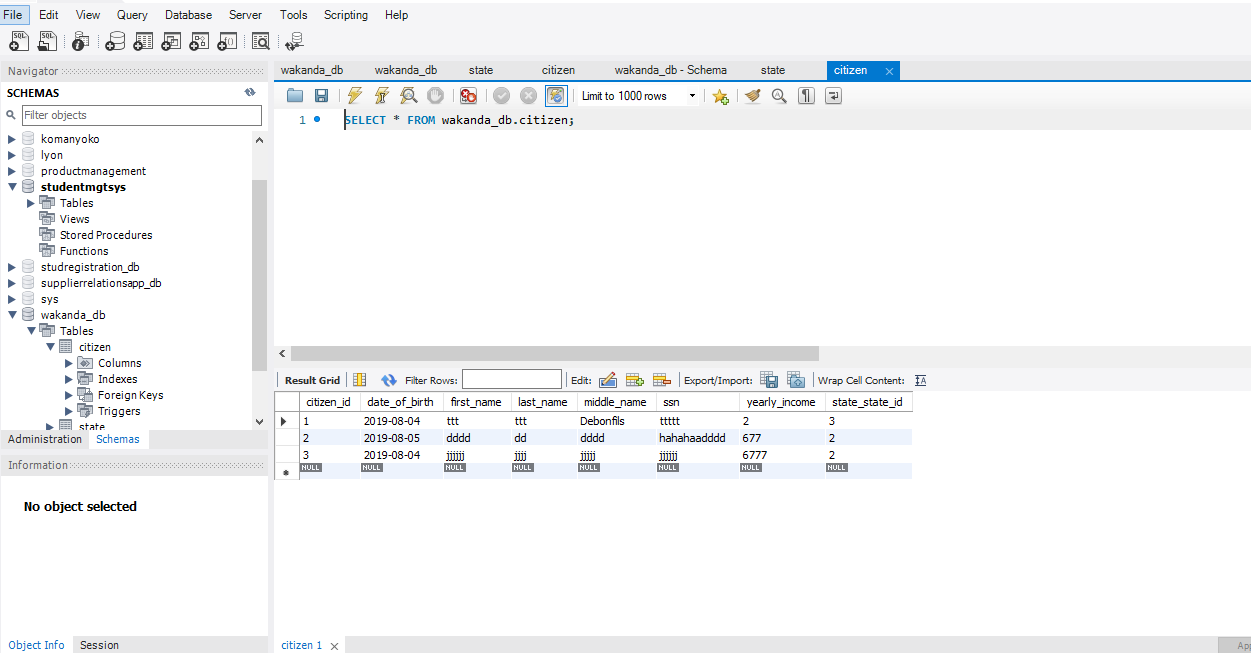 File Edit View Query Database Server Tools Scripting Help
SQL SQL
Navigator
SCHEMAS
Filter objects
komanyoko
lyon
productmanagement
studentmgtsys
Tables
Views
Stored Procedures
Functions
studregistration_db
supplierrelationsapp_db
sys
wakanda_db
Tables
citizen
Columns
Indexes
Foreign Keys
Triggers
state
Administration Schemas
Information
No object selected
Object Info Session
wakanda_db wakanda_db state citizen wakanda_db - Schema state citizen
Limit to 1000 rows
1 SELECT * FROM wakanda_db.citizen;
Result Grid Filter Rows: Edit: Export/Import: Wrap Cell Content:
citizen_id date_of_birth first_name last_name middle_name ssn yearly_income state_state_id
1 2019-08-04 ttt ttt Debonfils ttttt 2 3
2 2019-08-05 dddd dd dddd hahahaadddd 677 2
3 2019-08-04 jjjjjj jjjj jjjjj jjjjjj 6777 2
NULL NULL NULL NULL NULL NULL NULL NULL
citizen 1
Ap